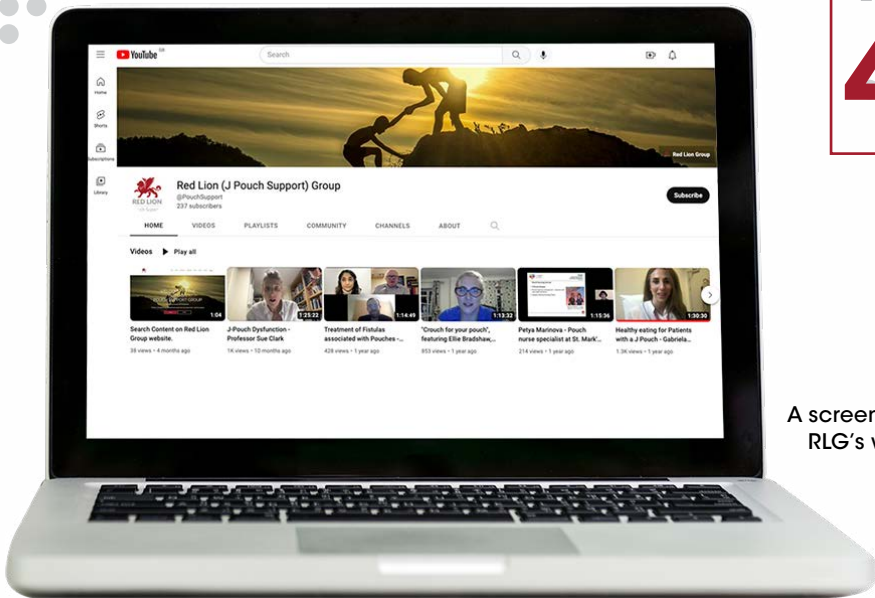 YouTube GB
Search
Home
Shorts
Subscriptions
Library
Red Lion Group
RED LION
Red Lion (J Pouch Support) Group
@PouchSupport
237 subscribers
Subscribe
HOME VIDEOS PLAYLISTS COMMUNITY CHANNELS ABOUT
Videos Play all
1:04
1:25:22
1:14:49
1:13:32
1:15:36
1:30:30
Search Content on Red Lion
Group website.
38 views • 4 months ago
J-Pouch Dysfunction -
Professor Sue Clark
1K views • 10 months ago
Treatment of Fistulas
associated with Pouches -...
428 views • 1 year ago
"Crouch for your pouch",
featuring Ellie Bradshaw,...
853 views • 1 year ago
Petya Marinova - Pouch
nurse specialist at St. Mark'...
214 views • 1 year ago
Healthy eating for Patients
with a J Pouch - Gabriela...
1.3K views • 1 year ago
A screen
RLG's